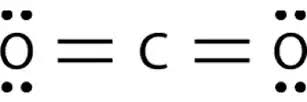 O = C = O